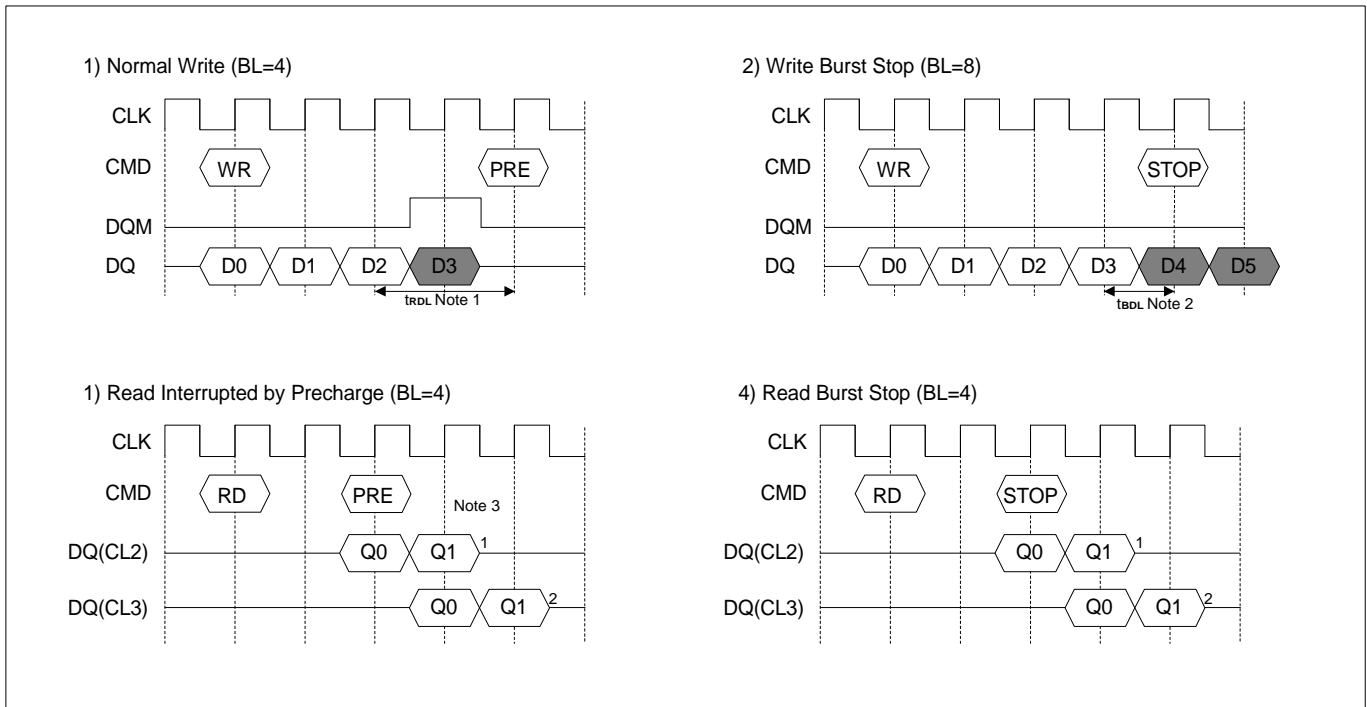 1) Normal Write (BL=4)
CLK
CMD WR PRE
DQM
DQ D0 D1 D2 D3
tRDL Note 1
2) Write Burst Stop (BL=8)
CLK
CMD WR STOP
DQM
DQ D0 D1 D2 D3 D4 D5
tBDL Note 2
1) Read Interrupted by Precharge (BL=4)
CLK
CMD RD PRE
Note 3
DQ(CL2) Q0 Q1 1
DQ(CL3) Q0 Q1 2
4) Read Burst Stop (BL=4)
CLK
CMD RD STOP
DQ(CL2) Q0 Q1 1
DQ(CL3) Q0 Q1 2